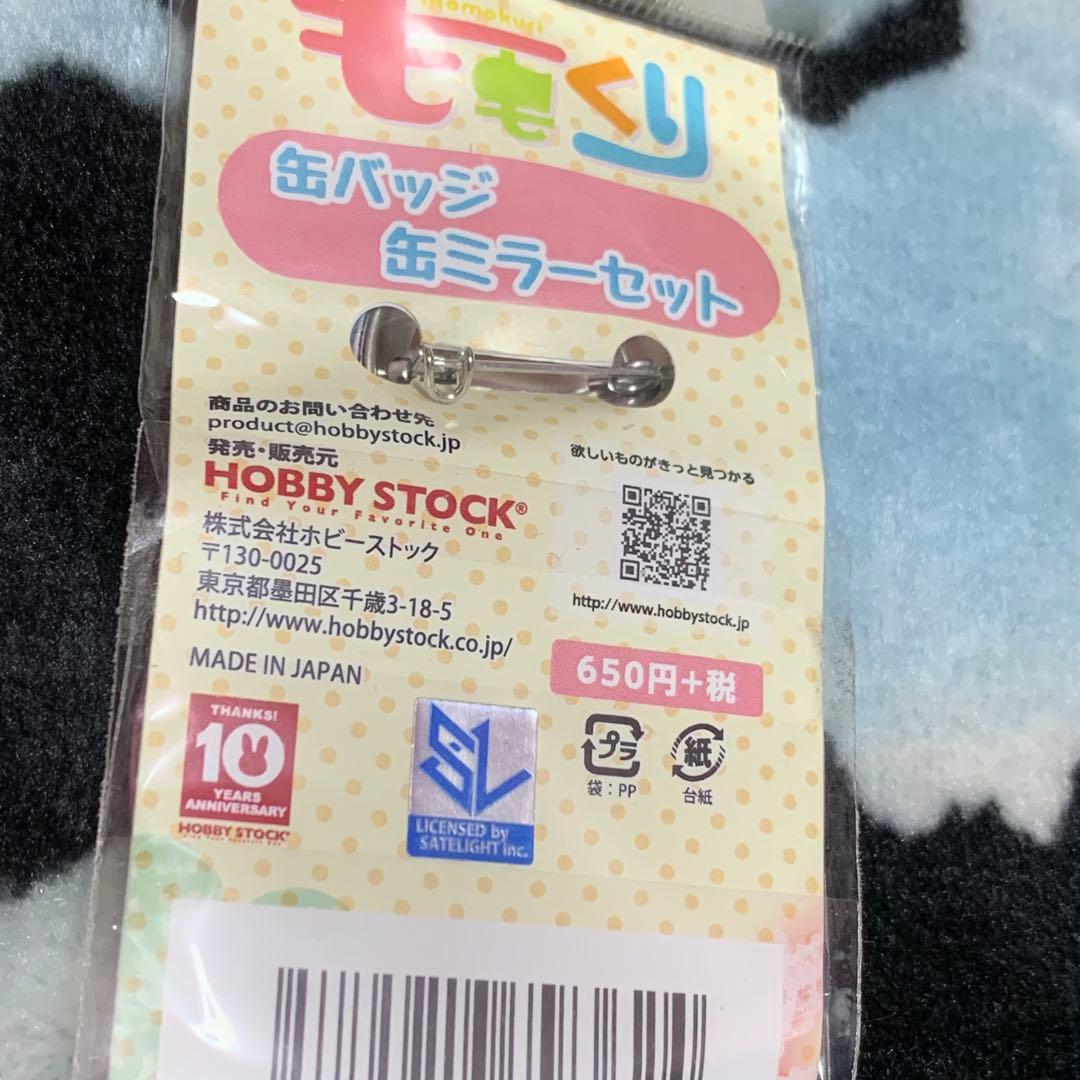 momokuri
ももくり
缶バッジ
缶ミラーセット
商品のお問い合わせ先
product@hobbystock.jp
発売・販売元
HOBBY STOCK®
Find Your Favorite One
株式会社ホビーストック
〒130-0025
東京都墨田区千歳3-18-5
http://www.hobbystock.co.jp/
MADE IN JAPAN
欲しいものがきっと見つかる
http://www.hobbystock.jp
650円+税
THANKS!
10
YEARS
ANNIVERSARY
HOBBY STOCK®
Find Your Favorite One
SL
LICENSED by
SATELIGHT inc.
プラ
袋：PP
紙
台紙